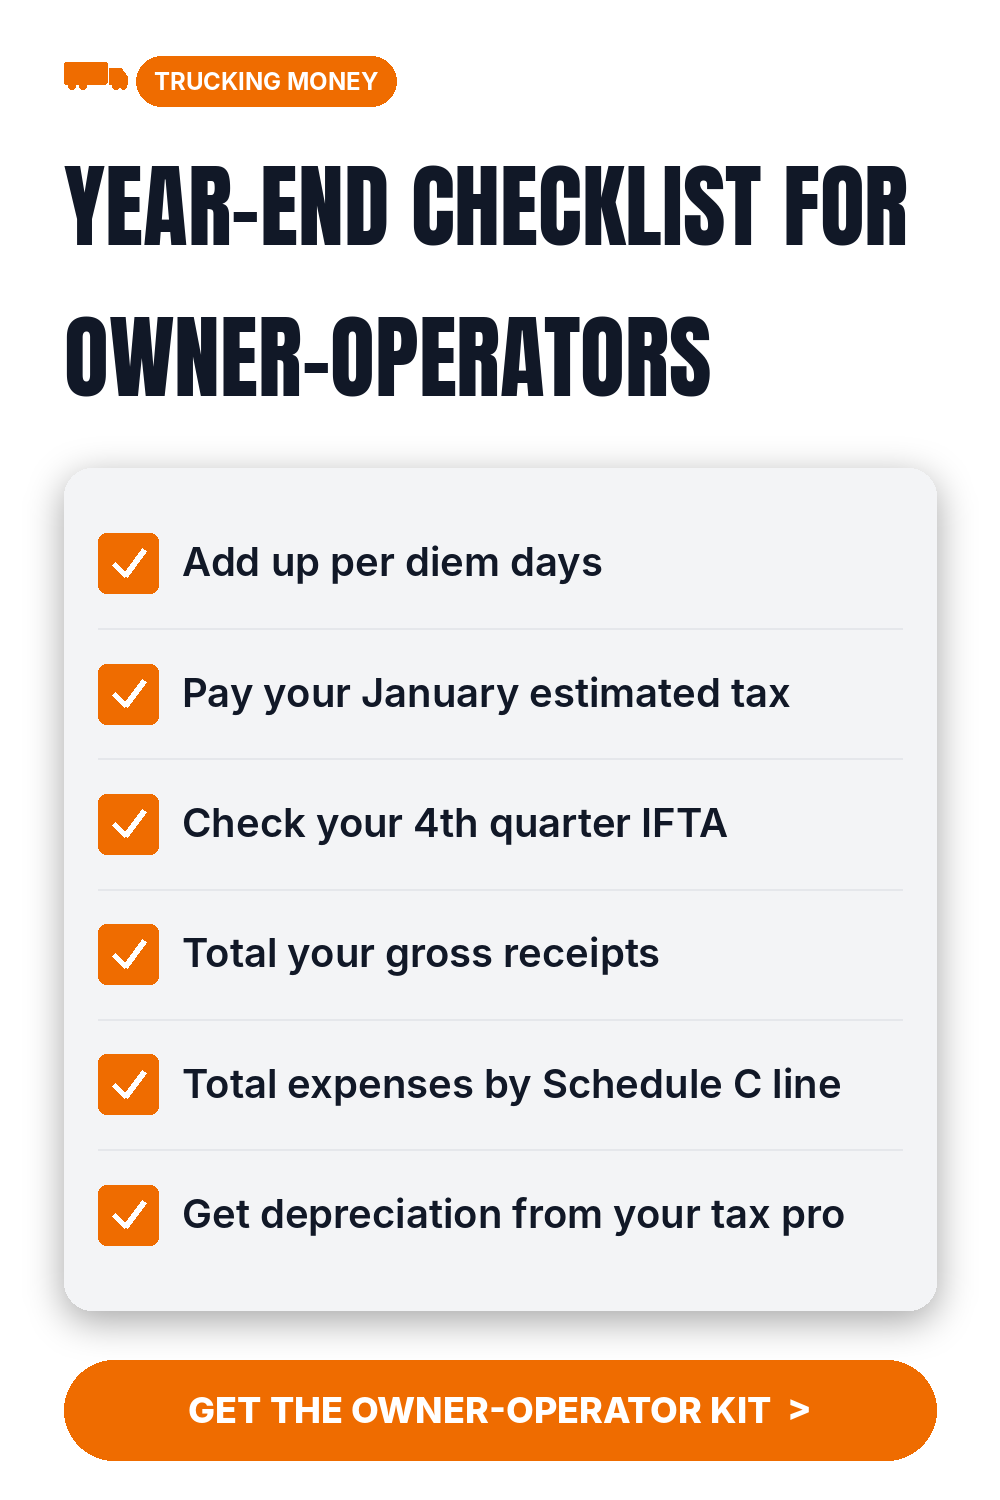 TRUCKING MONEY
YEAR-END CHECKLIST FOR
OWNER-OPERATORS
Add up per diem days
Pay your January estimated tax
Check your 4th quarter IFTA
Total your gross receipts
Total expenses by Schedule C line
Get depreciation from your tax pro
GET THE OWNER-OPERATOR KIT >